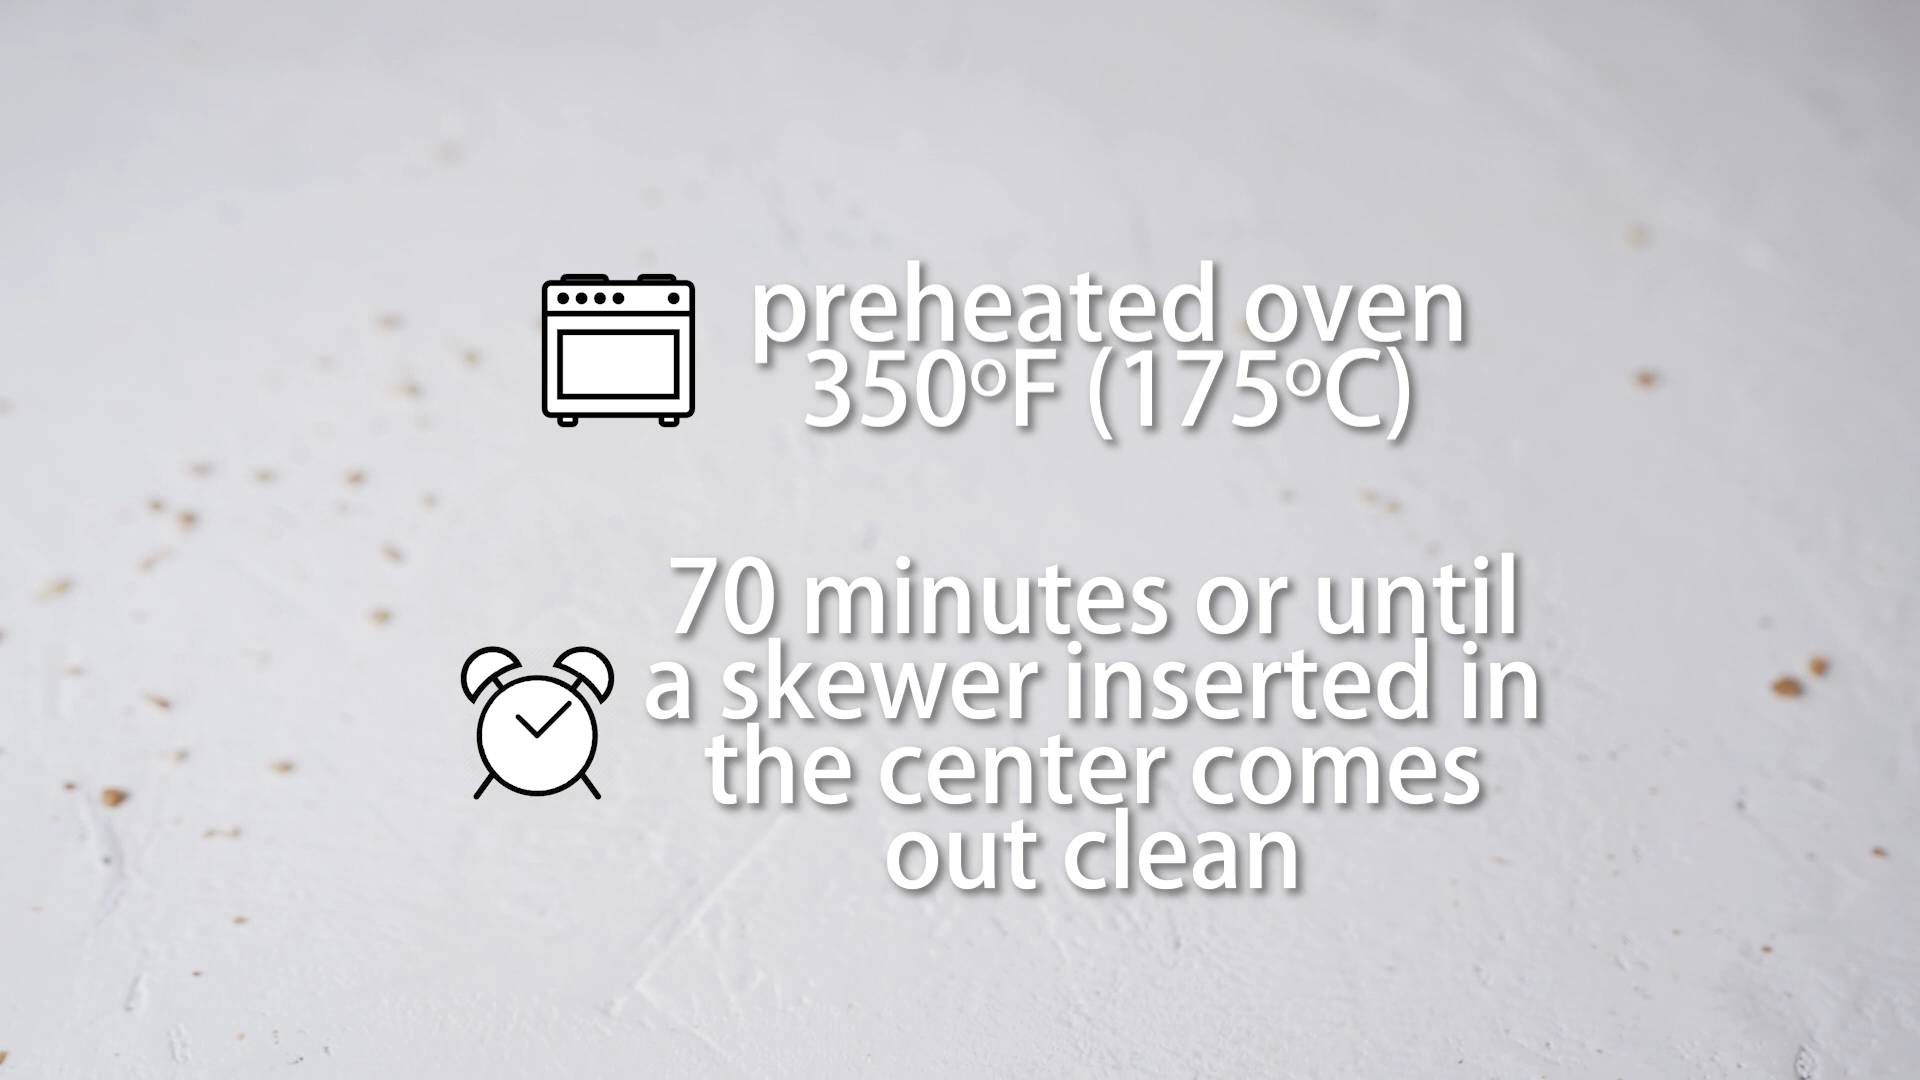 preheated oven
350ºF (175ºC)
70 minutes or until
a skewer inserted in
the center comes
out clean